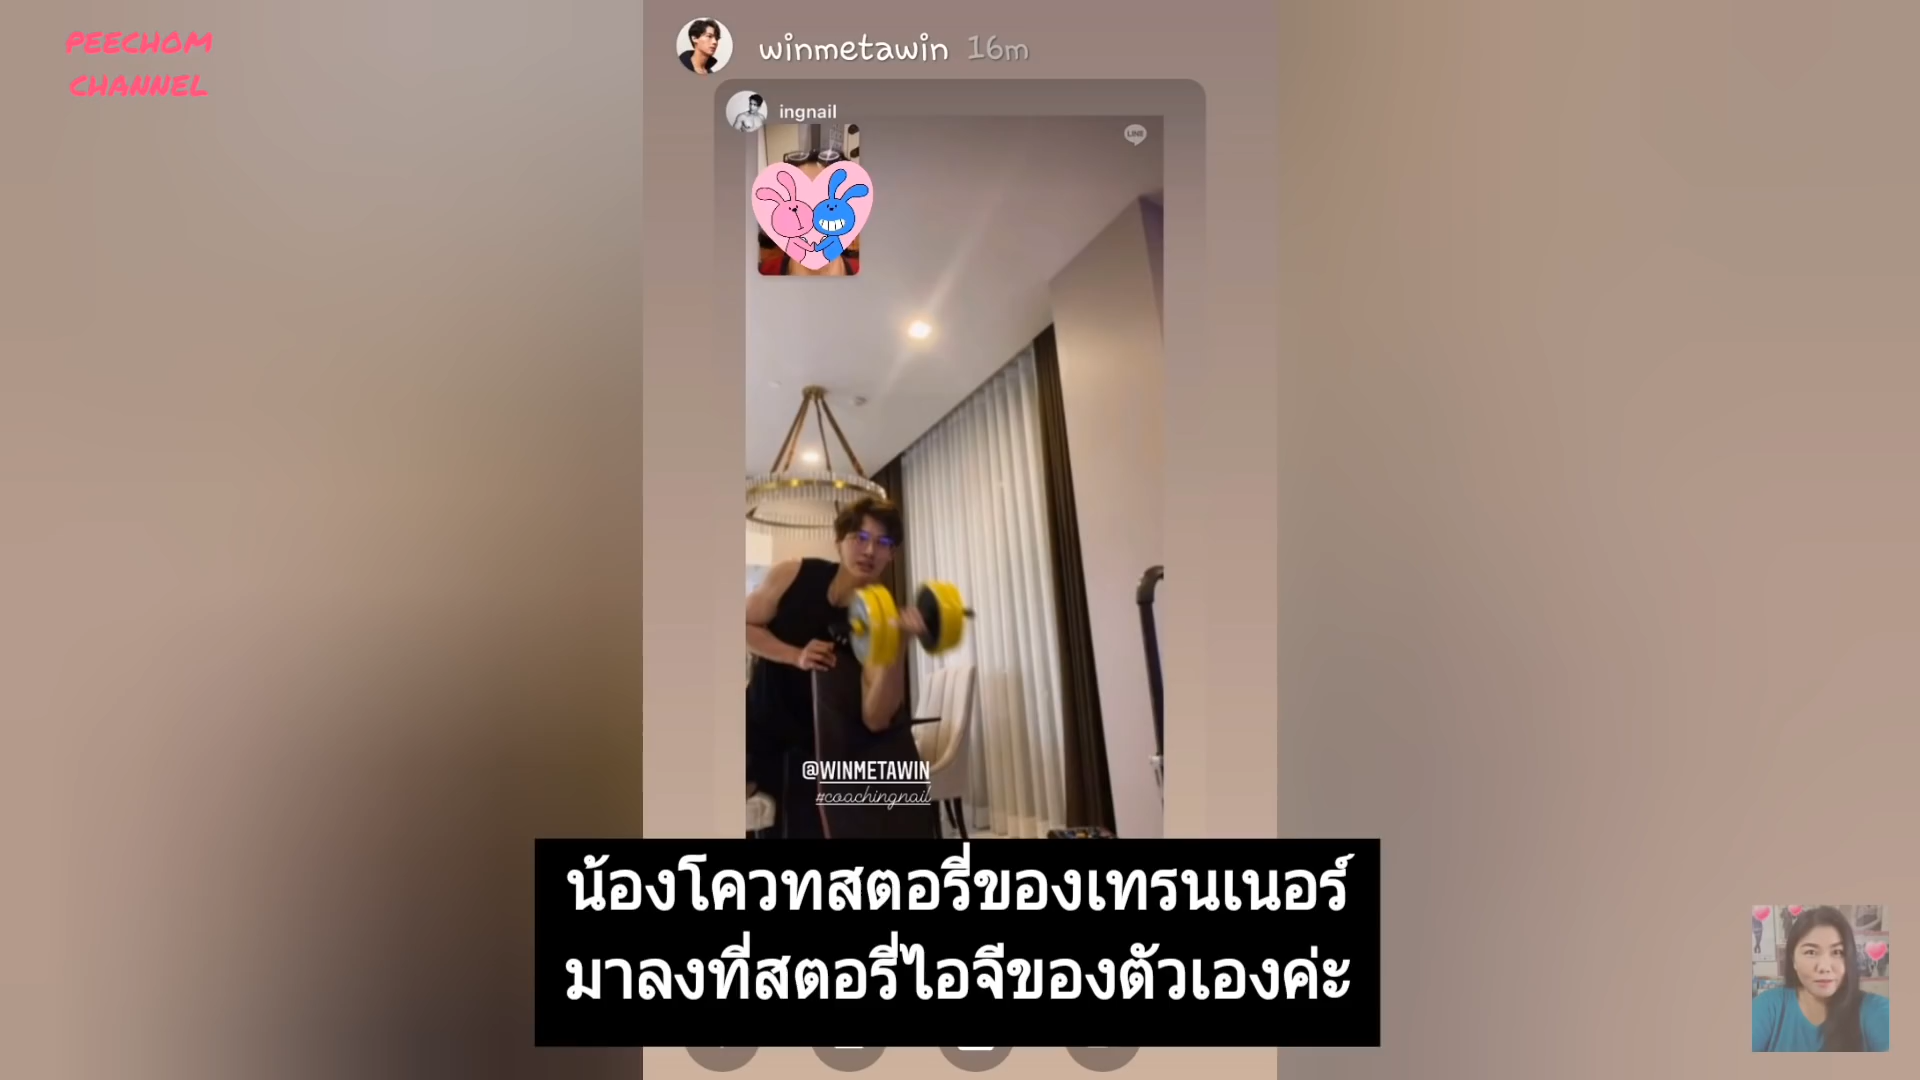 PEECHOM
CHANNEL
winmetawin 16m
ingnail
LINE
@WINMETAWIN
#coachingnail
น้องโควทสตอรี่ของเทรนเนอร์
มาลงที่สตอรี่ไอจีของตัวเองค่ะ